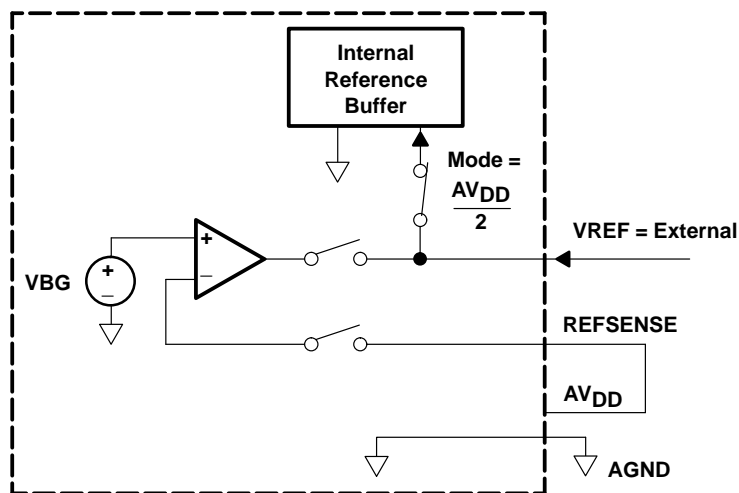 Internal
Reference
Buffer
Mode =
AVDD
2
VREF = External
+
−
VBG
+
−
REFSENSE
AVDD
AGND